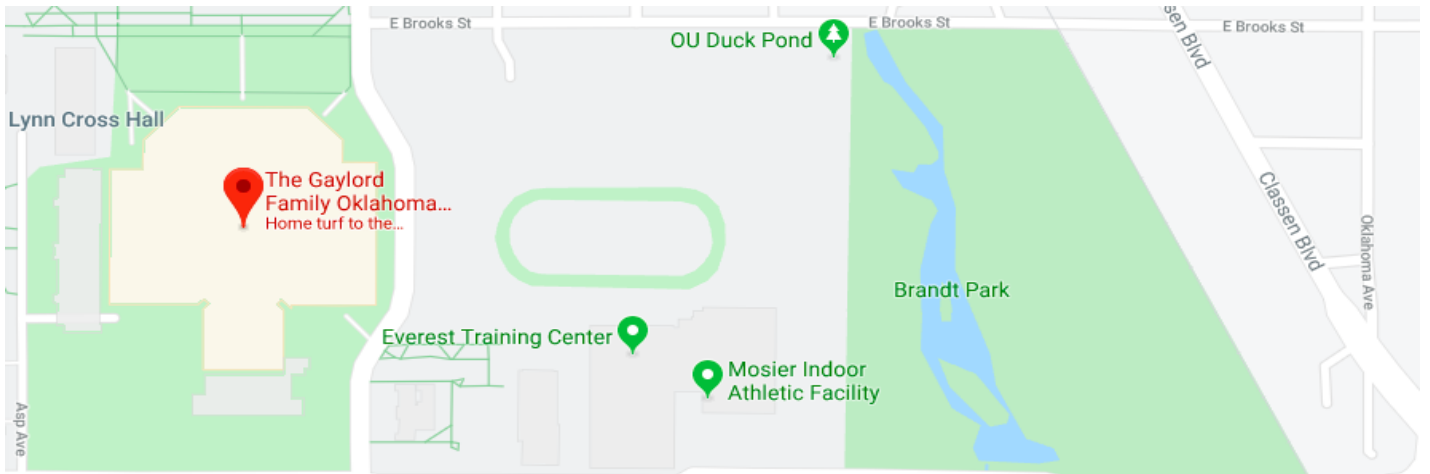 E Brooks St
E Brooks St
E Brooks St
OU Duck Pond
sen Blvd
Lynn Cross Hall
The Gaylord
Family Oklahoma...
Home turf to the...
Classen Blvd
Oklahoma Ave
Brandt Park
Everest Training Center
Mosier Indoor
Athletic Facility
Asp Ave